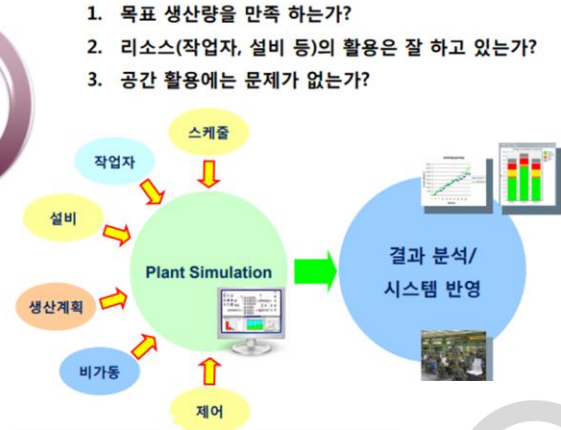 1. 목표 생산량을 만족 하는가?
2. 리소스(작업자, 설비 등)의 활용은 잘 하고 있는가?
3. 공간 활용에는 문제가 없는가?
스케줄
작업자
설비
생산계획
비가동
제어
Plant Simulation
결과 분석/
시스템 반영